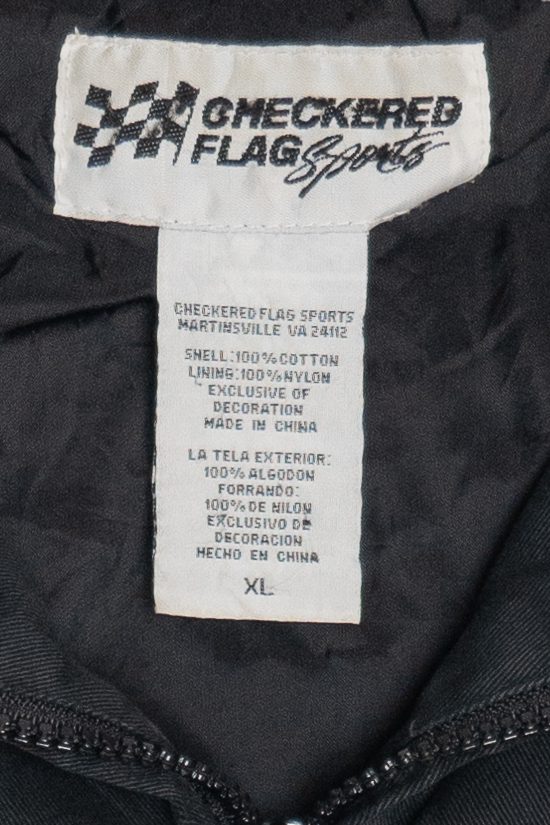 CHECKERED
FLAG Sports
CHECKERED FLAG SPORTS
MARTINSVILLE VA 24112
SHELL:100% COTTON
LINING:100% NYLON
EXCLUSIVE OF
DECORATION
MADE IN CHINA
LA TELA EXTERIOR:
100% ALGODON
FORRANDO:
100% DE NILON
EXCLUSIVO DE
DECORACION
HECHO EN CHINA
XL